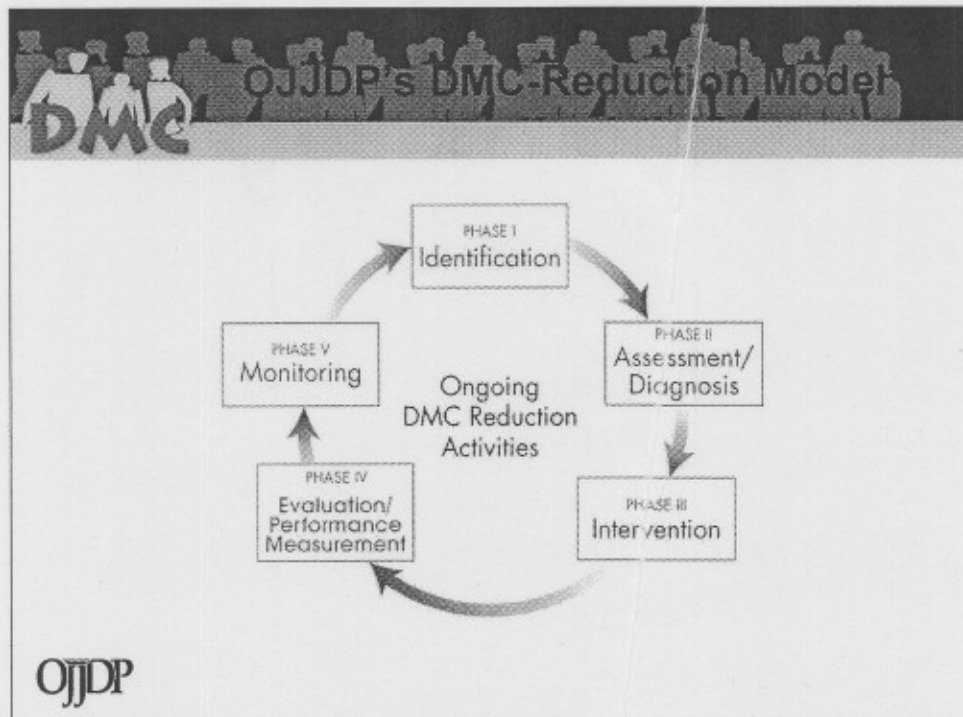 OJJDP's DMC-Reduction Model
DMC
PHASE I
Identification
PHASE II
Assessment/
Diagnosis
PHASE III
Intervention
PHASE IV
Evaluation/
Performance
Measurement
PHASE V
Monitoring
Ongoing
DMC Reduction
Activities
OJJDP